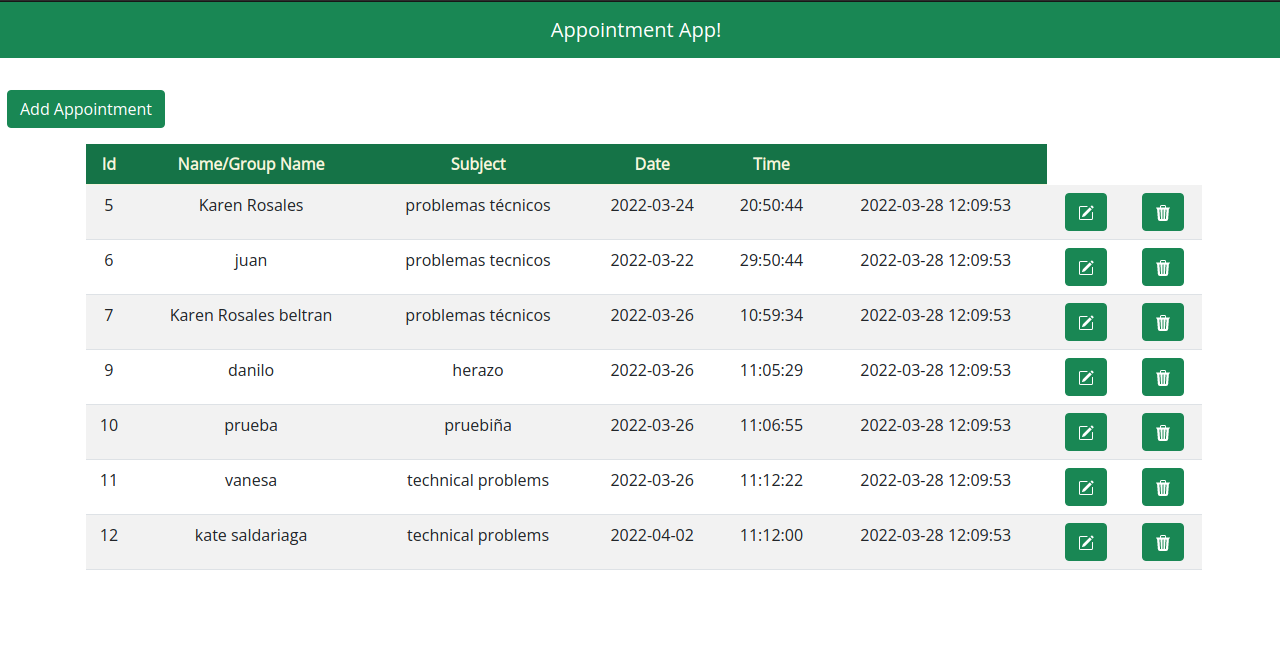 Appointment App!
Add Appointment
Id Name/Group Name Subject Date Time
5 Karen Rosales problemas técnicos 2022-03-24 20:50:44 2022-03-28 12:09:53
6 juan problemas tecnicos 2022-03-22 29:50:44 2022-03-28 12:09:53
7 Karen Rosales beltran problemas técnicos 2022-03-26 10:59:34 2022-03-28 12:09:53
9 danilo herazo 2022-03-26 11:05:29 2022-03-28 12:09:53
10 prueba pruebiña 2022-03-26 11:06:55 2022-03-28 12:09:53
11 vanesa technical problems 2022-03-26 11:12:22 2022-03-28 12:09:53
12 kate saldariaga technical problems 2022-04-02 11:12:00 2022-03-28 12:09:53